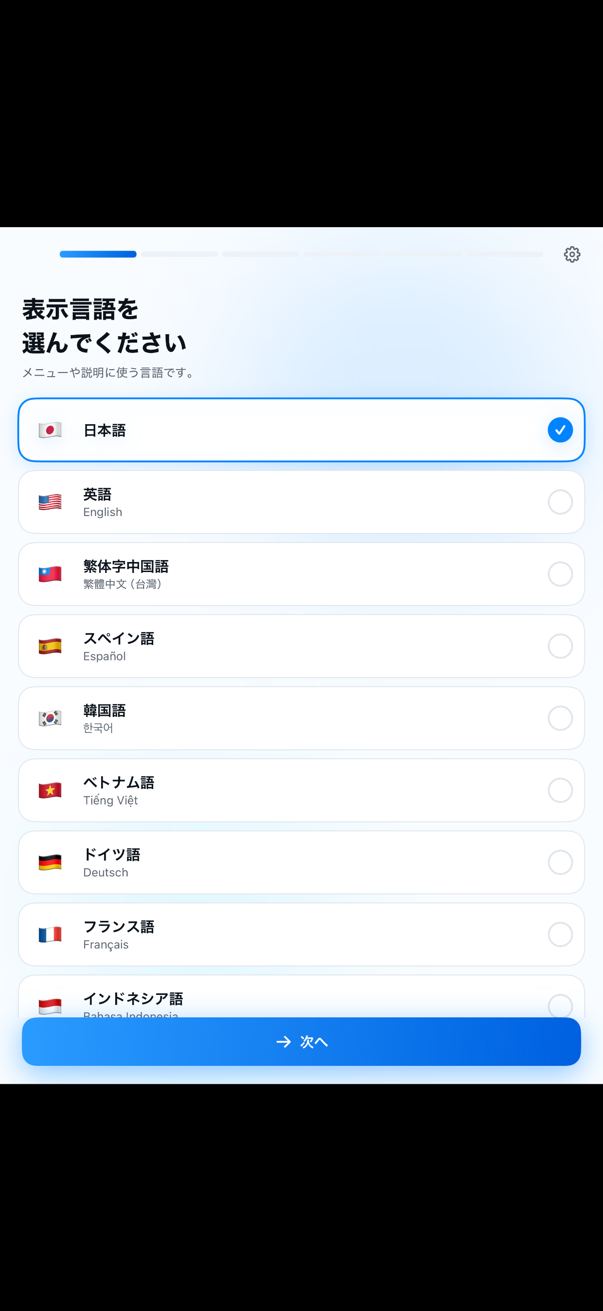 表示言語を
選んでください
メニューや説明に使う言語です。
日本語
英語
English
繁体字中国語
繁體中文（台灣）
スペイン語
Español
韓国語
한국어
ベトナム語
Tiếng Việt
ドイツ語
Deutsch
フランス語
Français
インドネシア語
Bahasa Indonesia
次へ